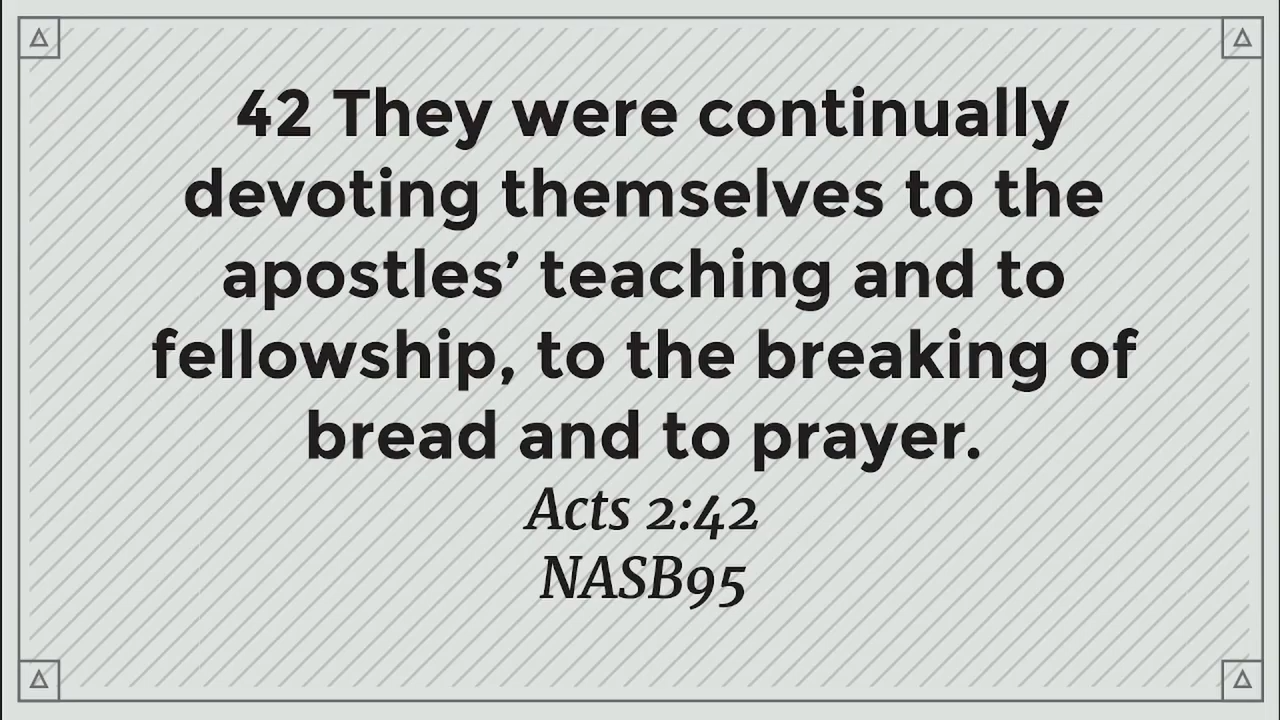 42 They were continually
devoting themselves to the
apostles’ teaching and to
fellowship, to the breaking of
bread and to prayer.
Acts 2:42
NASB95